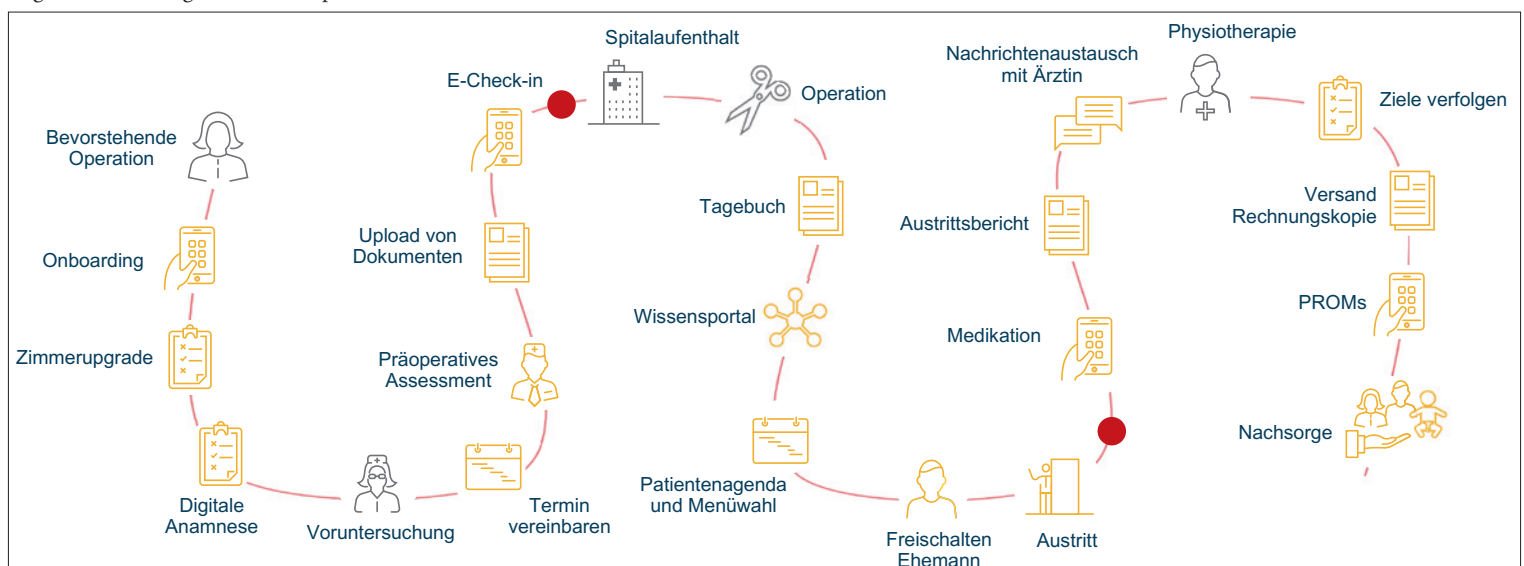 Bevorstehende
Operation
Onboarding
Zimmerupgrade
Digitale
Anamnese
Voruntersuchung
Termin
vereinbaren
Präoperatives
Assessment
Upload von
Dokumenten
E-Check-in
Spitalaufenthalt
Operation
Tagebuch
Wissensportal
Patientenagenda
und Menüwahl
Freischalten
Ehemann
Austritt
Medikation
Austrittsbericht
Nachrichtenaustausch
mit Ärztin
Physiotherapie
Ziele verfolgen
Versand
Rechnungskopie
PROMs
Nachsorge